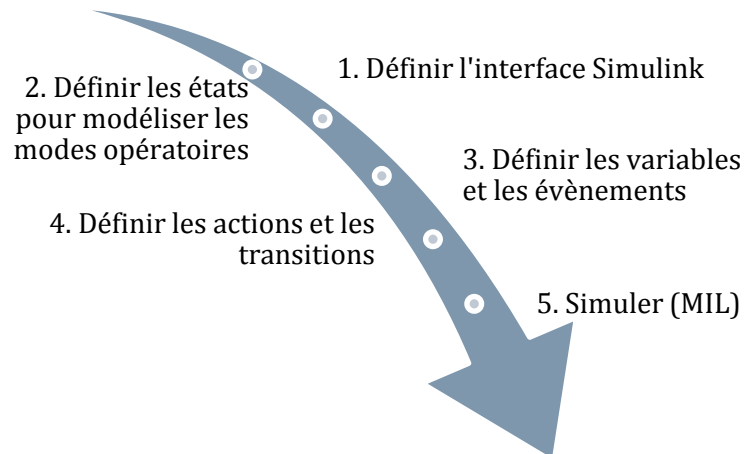 1. Définir l'interface Simulink
2. Définir les états
pour modéliser les
modes opératoires
3. Définir les variables
et les évènements
4. Définir les actions et les
transitions
5. Simuler (MIL)